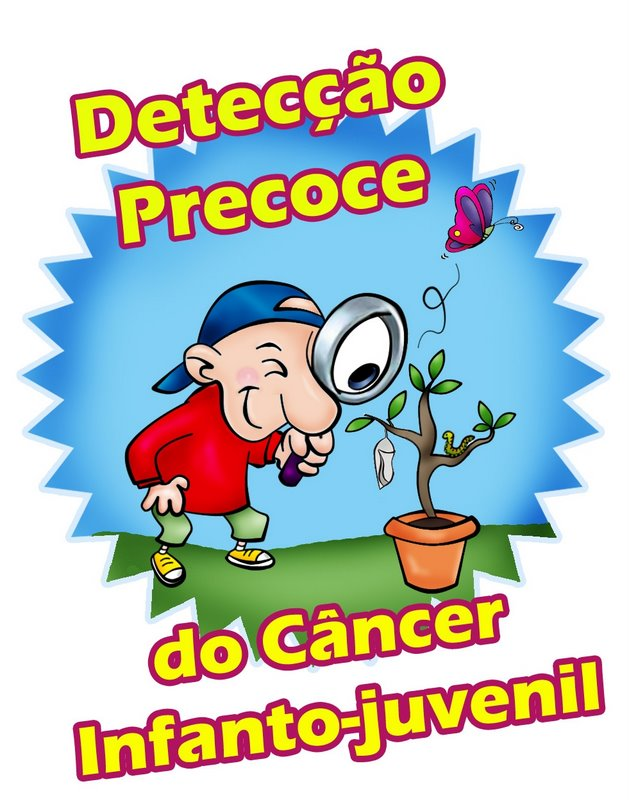 Detecção
Precoce
do Câncer
Infanto-juvenil